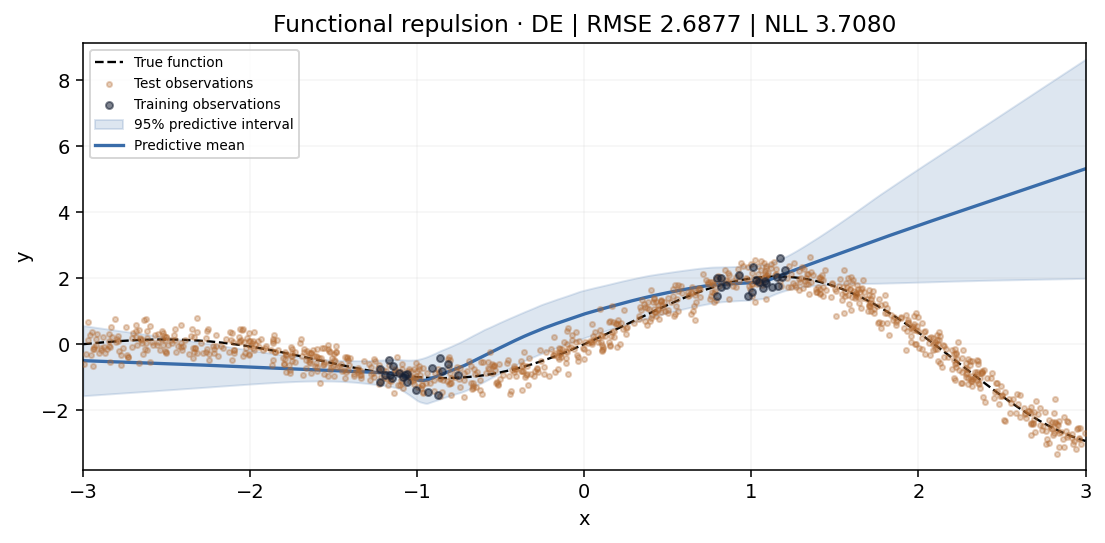 Functional repulsion · DE | RMSE 2.6877 | NLL 3.7080
True function
Test observations
Training observations
95% predictive interval
Predictive mean
8
6
4
2
0
−2
y
−3
−2
−1
0
1
2
3
x